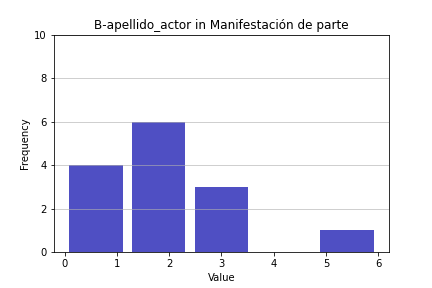 B-apellido_actor in Manifestación de parte
10
8
6
4
2
0
Frequency
0 1 2 3 4 5 6
Value